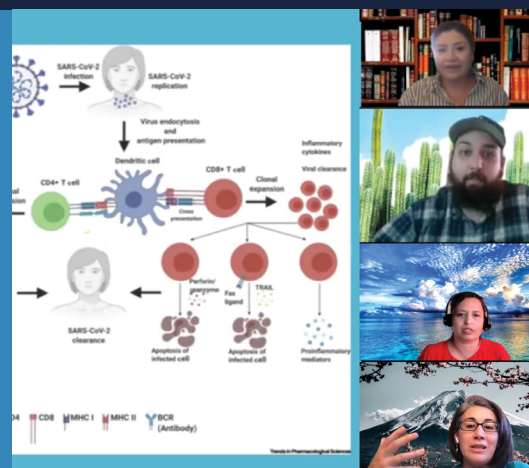 SARS-CoV-2
infection
SARS-CoV-2
replication
Virus endocytosis
and
antigen presentation
Dendritic cell
Inflammatory
cytokines
CD4+ T cell
CD8+ T cell
Clonal
expansion
Viral clearance
Cross
presentation
Perforin/
granzyme
Fas
ligand
TRAIL
SARS-CoV-2
clearance
Apoptosis of
infected cell
Apoptosis of
infected cell
Proinflammatory
mediators
CD8
MHC I
MHC II
BCR
(Antibody)
Trends in Pharmacological Sciences